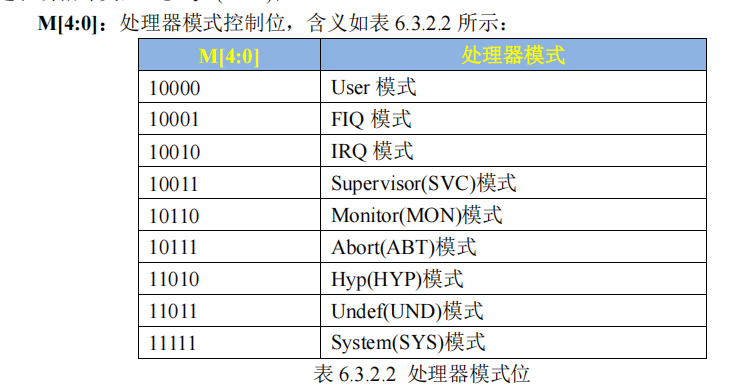 M[4:0]：处理器模式控制位，含义如表 6.3.2.2 所示：
M[4:0] 处理器模式
10000 User 模式
10001 FIQ 模式
10010 IRQ 模式
10011 Supervisor(SVC)模式
10110 Monitor(MON)模式
10111 Abort(ABT)模式
11010 Hyp(HYP)模式
11011 Undef(UND)模式
11111 System(SYS)模式
表 6.3.2.2 处理器模式位